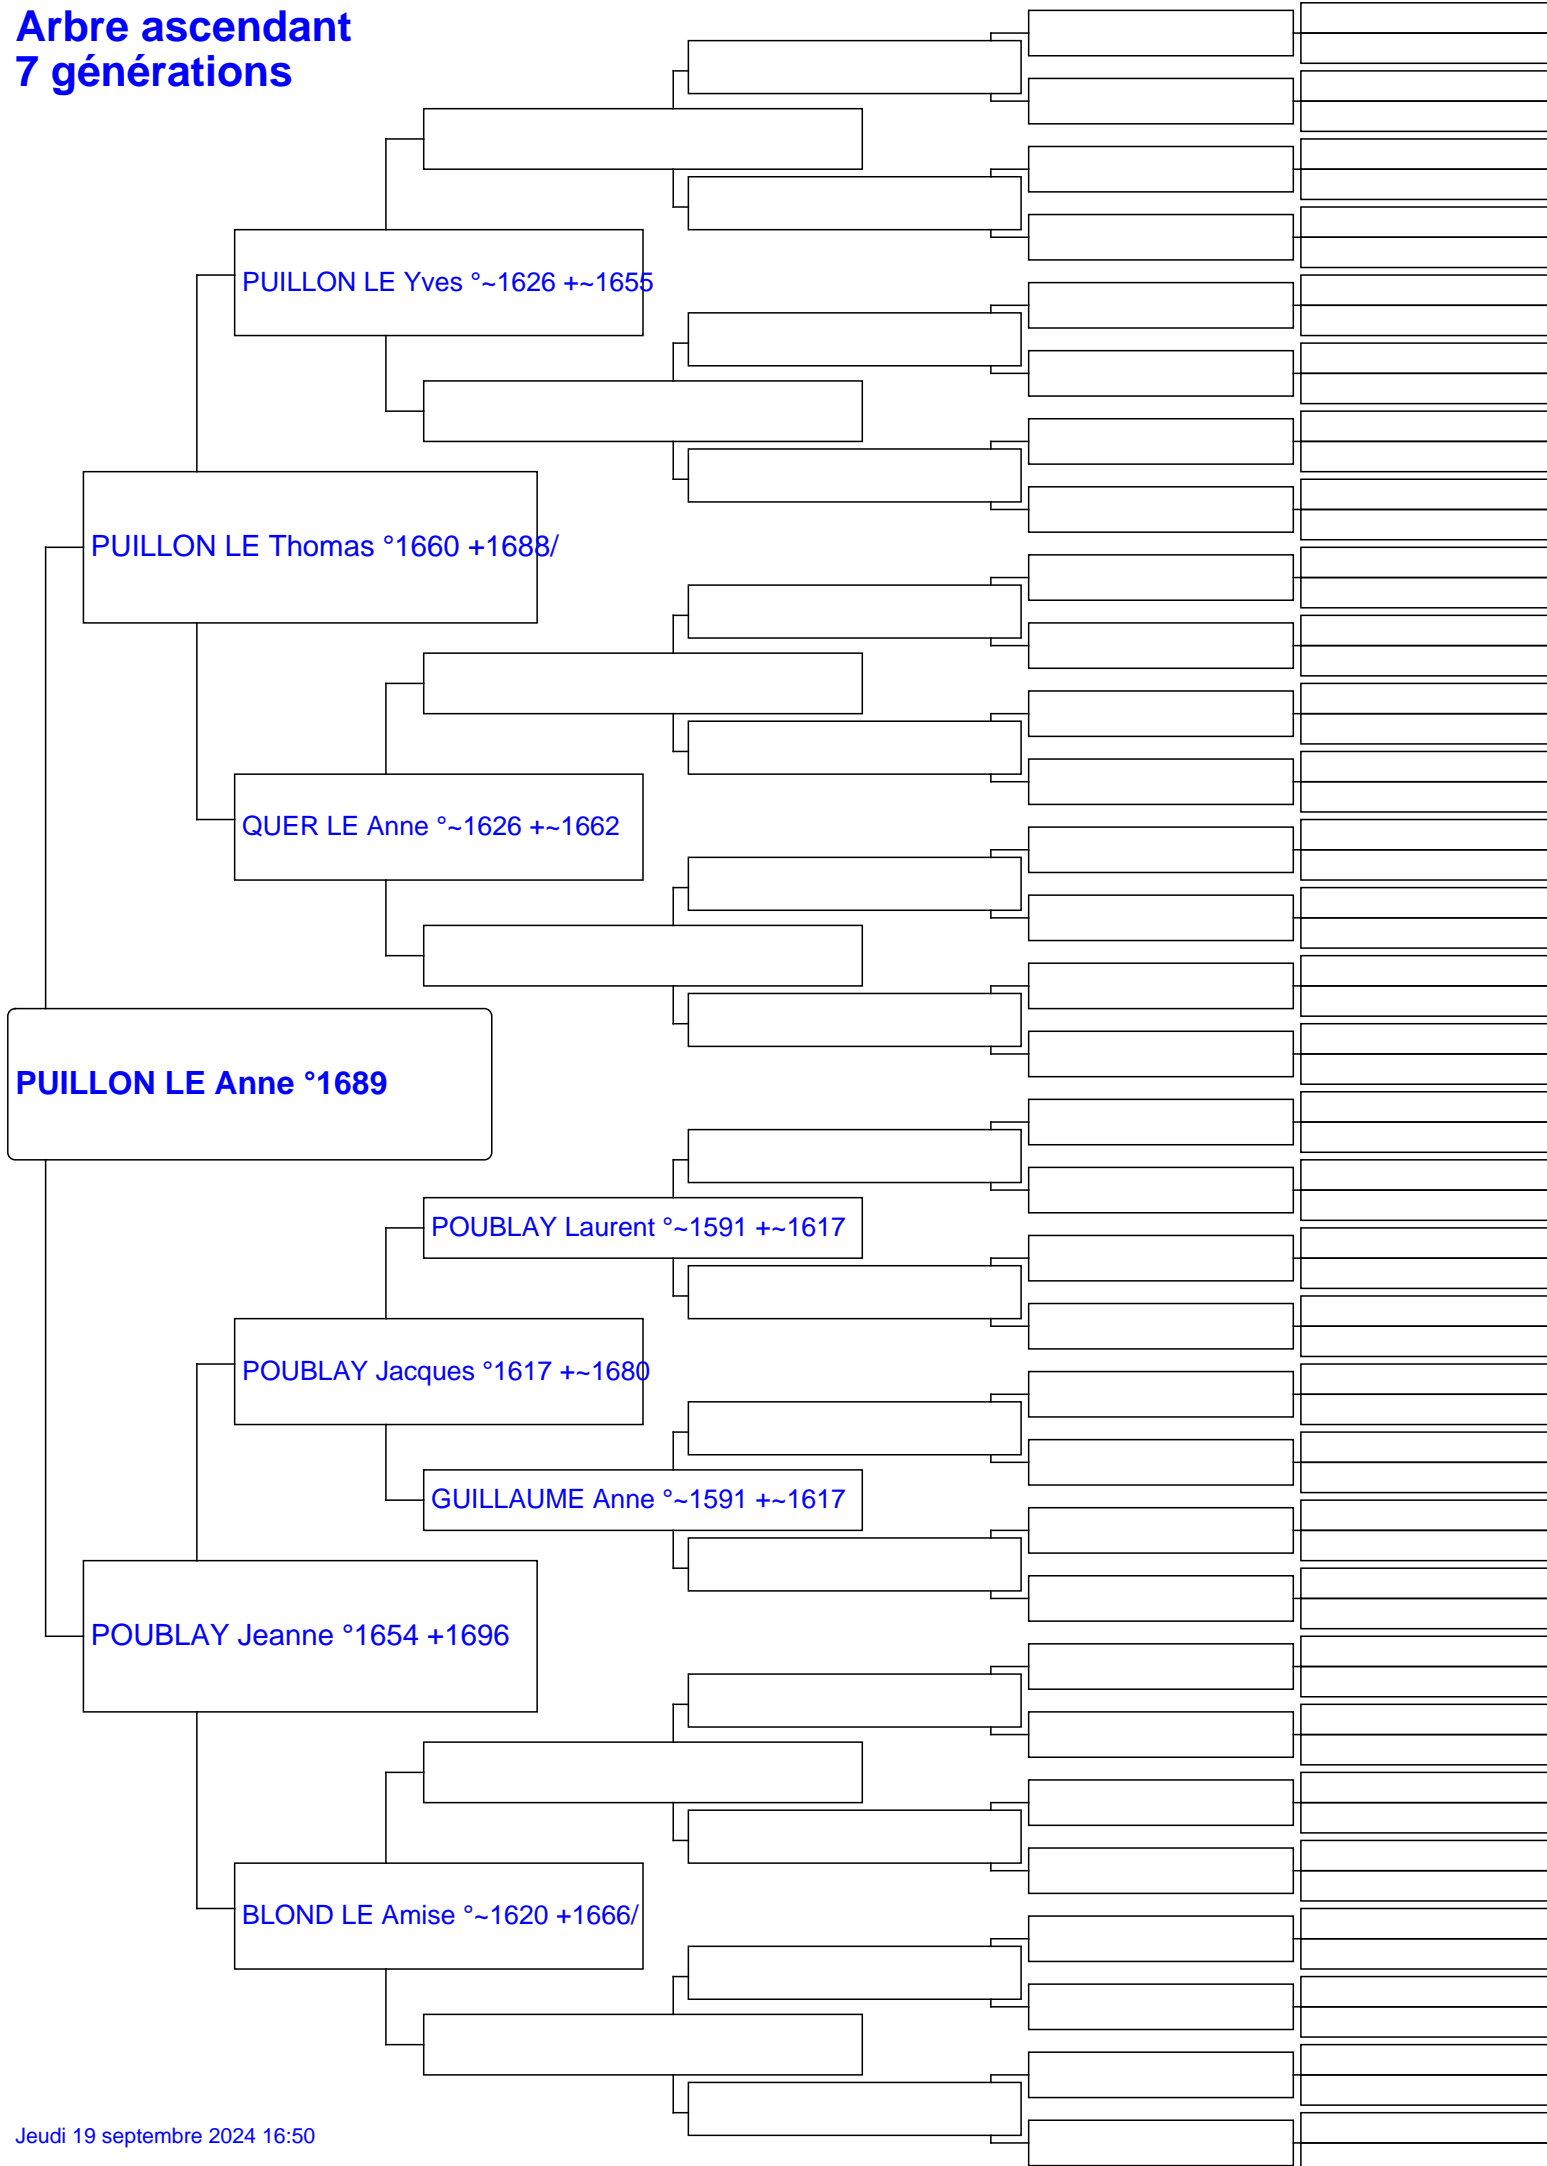 Arbre ascendant
7 générations
PUILLON LE Yves °~1626 +~1655
PUILLON LE Thomas °1660 +1688/
QUER LE Anne °~1626 +~1662
PUILLON LE Anne °1689
POUBLAY Laurent °~1591 +~1617
POUBLAY Jacques °1617 +~1680
GUILLAUME Anne °~1591 +~1617
POUBLAY Jeanne °1654 +1696
BLOND LE Amise °~1620 +1666/
Jeudi 19 septembre 2024 16:50